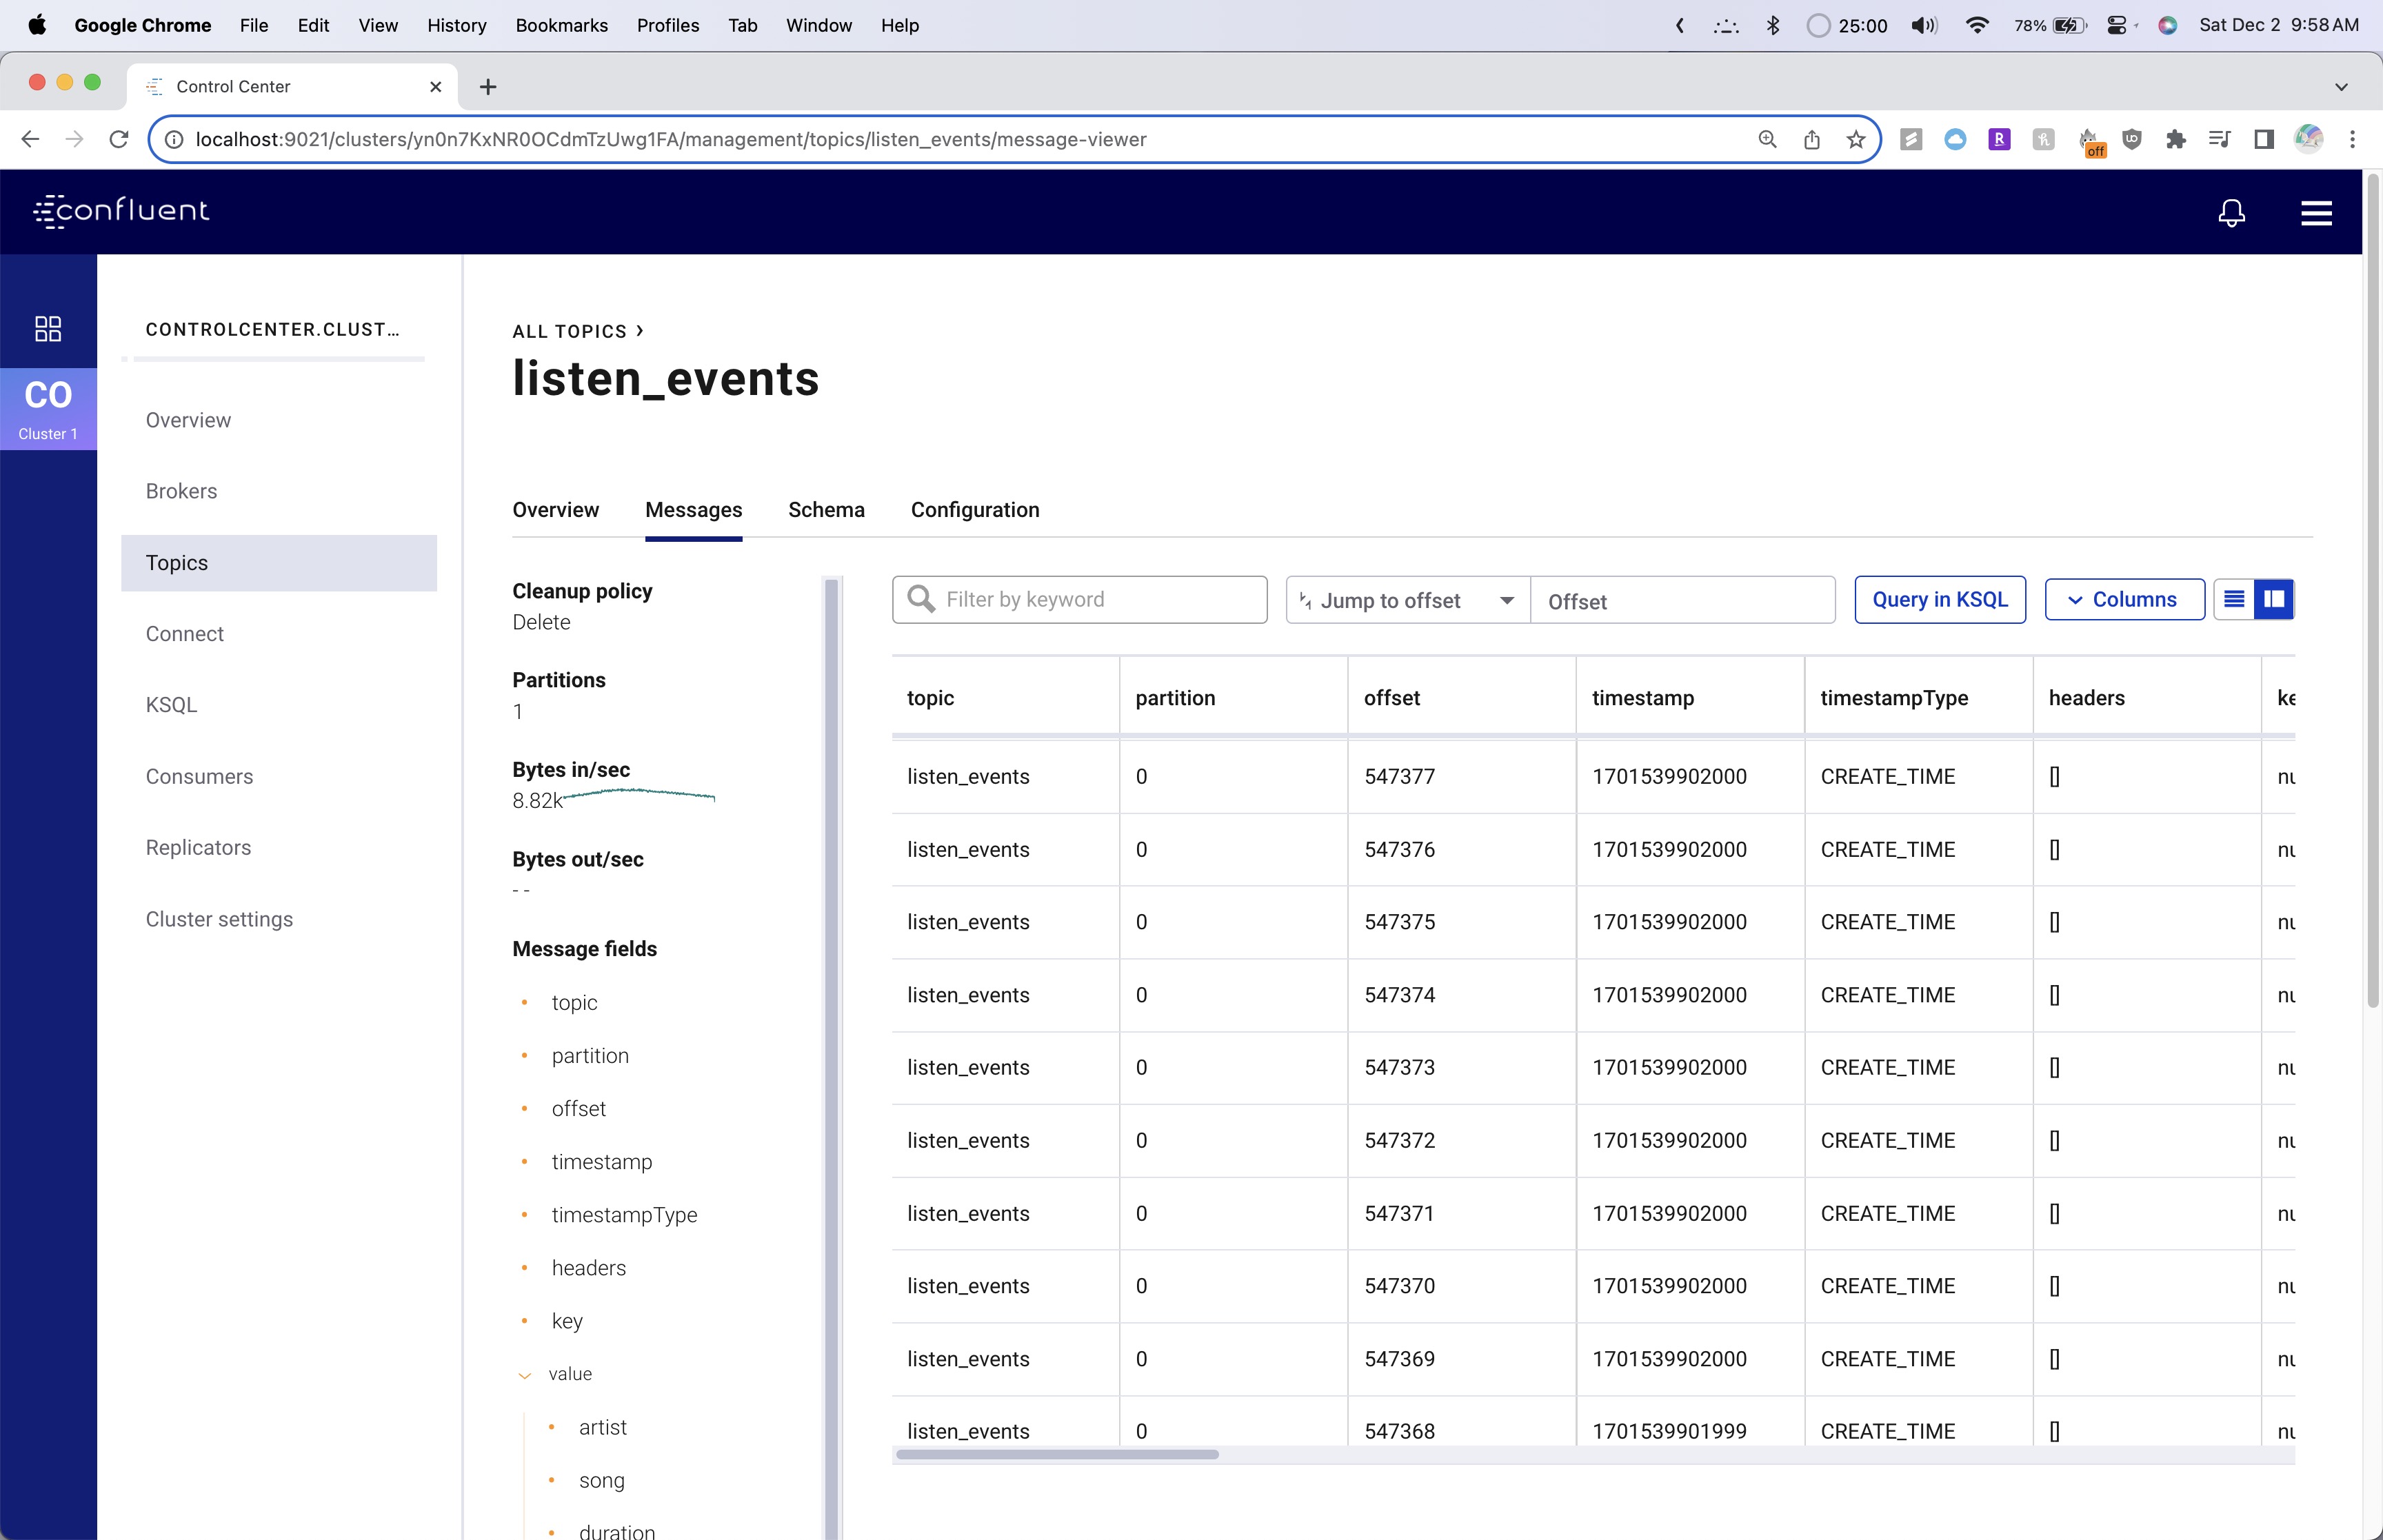 Google Chrome File Edit View History Bookmarks Profiles Tab Window Help 25:00 78% Sat Dec 2 9:58 AM
Control Center
localhost:9021/clusters/yn0n7KxNR0OCdmTzUwg1FA/management/topics/listen_events/message-viewer
R
off
confluent
CO
Cluster 1
CONTROLCENTER.CLUST...
Overview
Brokers
Topics
Connect
KSQL
Consumers
Replicators
Cluster settings
ALL TOPICS >
listen_events
Overview Messages Schema Configuration
Cleanup policy
Delete
Partitions
1
Bytes in/sec
8.82k
Bytes out/sec
--
Message fields
topic
partition
offset
timestamp
timestampType
headers
key
value
artist
song
duration
Filter by keyword Jump to offset Offset Query in KSQL Columns
topic partition offset timestamp timestampType headers ke
listen_events 0 547377 1701539902000 CREATE_TIME [] nu
listen_events 0 547376 1701539902000 CREATE_TIME [] nu
listen_events 0 547375 1701539902000 CREATE_TIME [] nu
listen_events 0 547374 1701539902000 CREATE_TIME [] nu
listen_events 0 547373 1701539902000 CREATE_TIME [] nu
listen_events 0 547372 1701539902000 CREATE_TIME [] nu
listen_events 0 547371 1701539902000 CREATE_TIME [] nu
listen_events 0 547370 1701539902000 CREATE_TIME [] nu
listen_events 0 547369 1701539902000 CREATE_TIME [] nu
listen_events 0 547368 1701539901999 CREATE_TIME [] nu